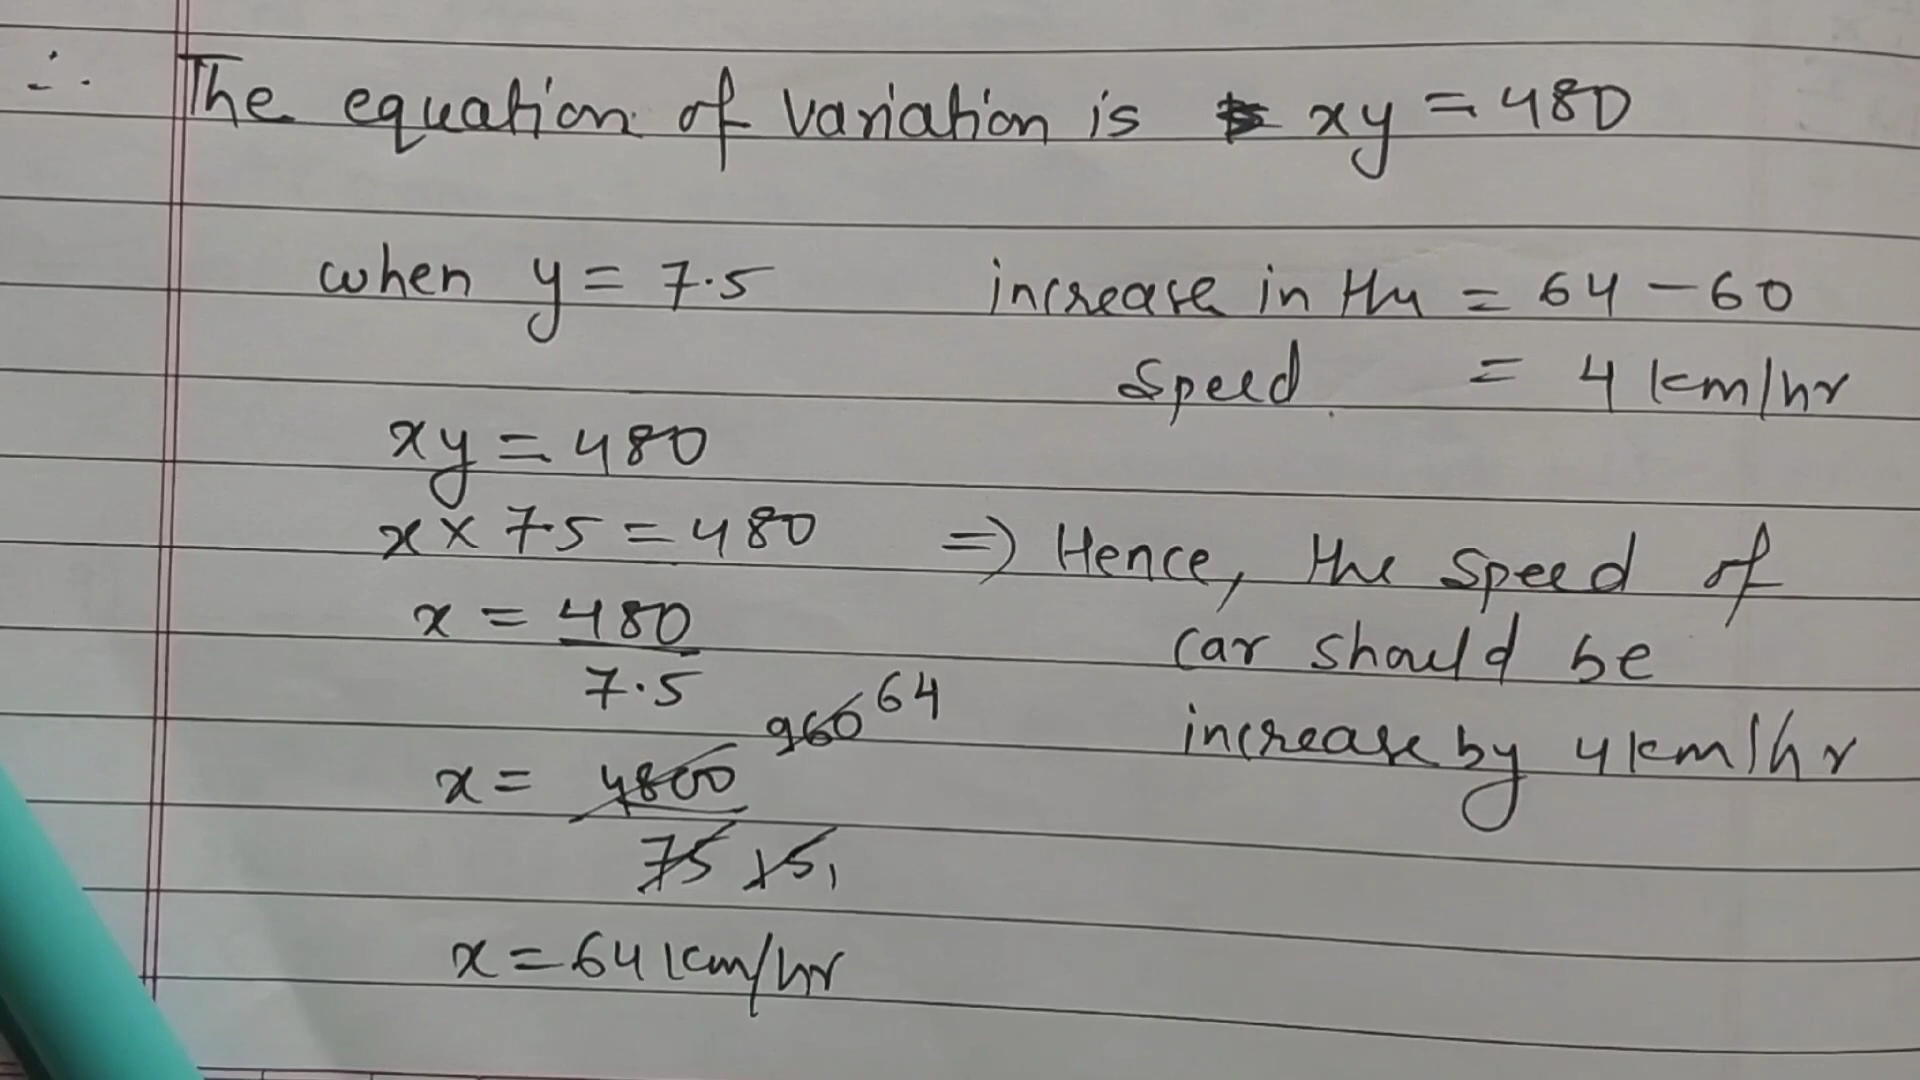 ∴ The equation of variation is xy = 480
when y = 7.5
xy = 480
x × 7.5 = 480
x = 480
7.5
x = 4800 960 64
75 15 1
x = 64 km/hr
increase in the = 64 - 60
Speed = 4 km/hr
=> Hence, the speed of
car should be
increase by 4 km/hr